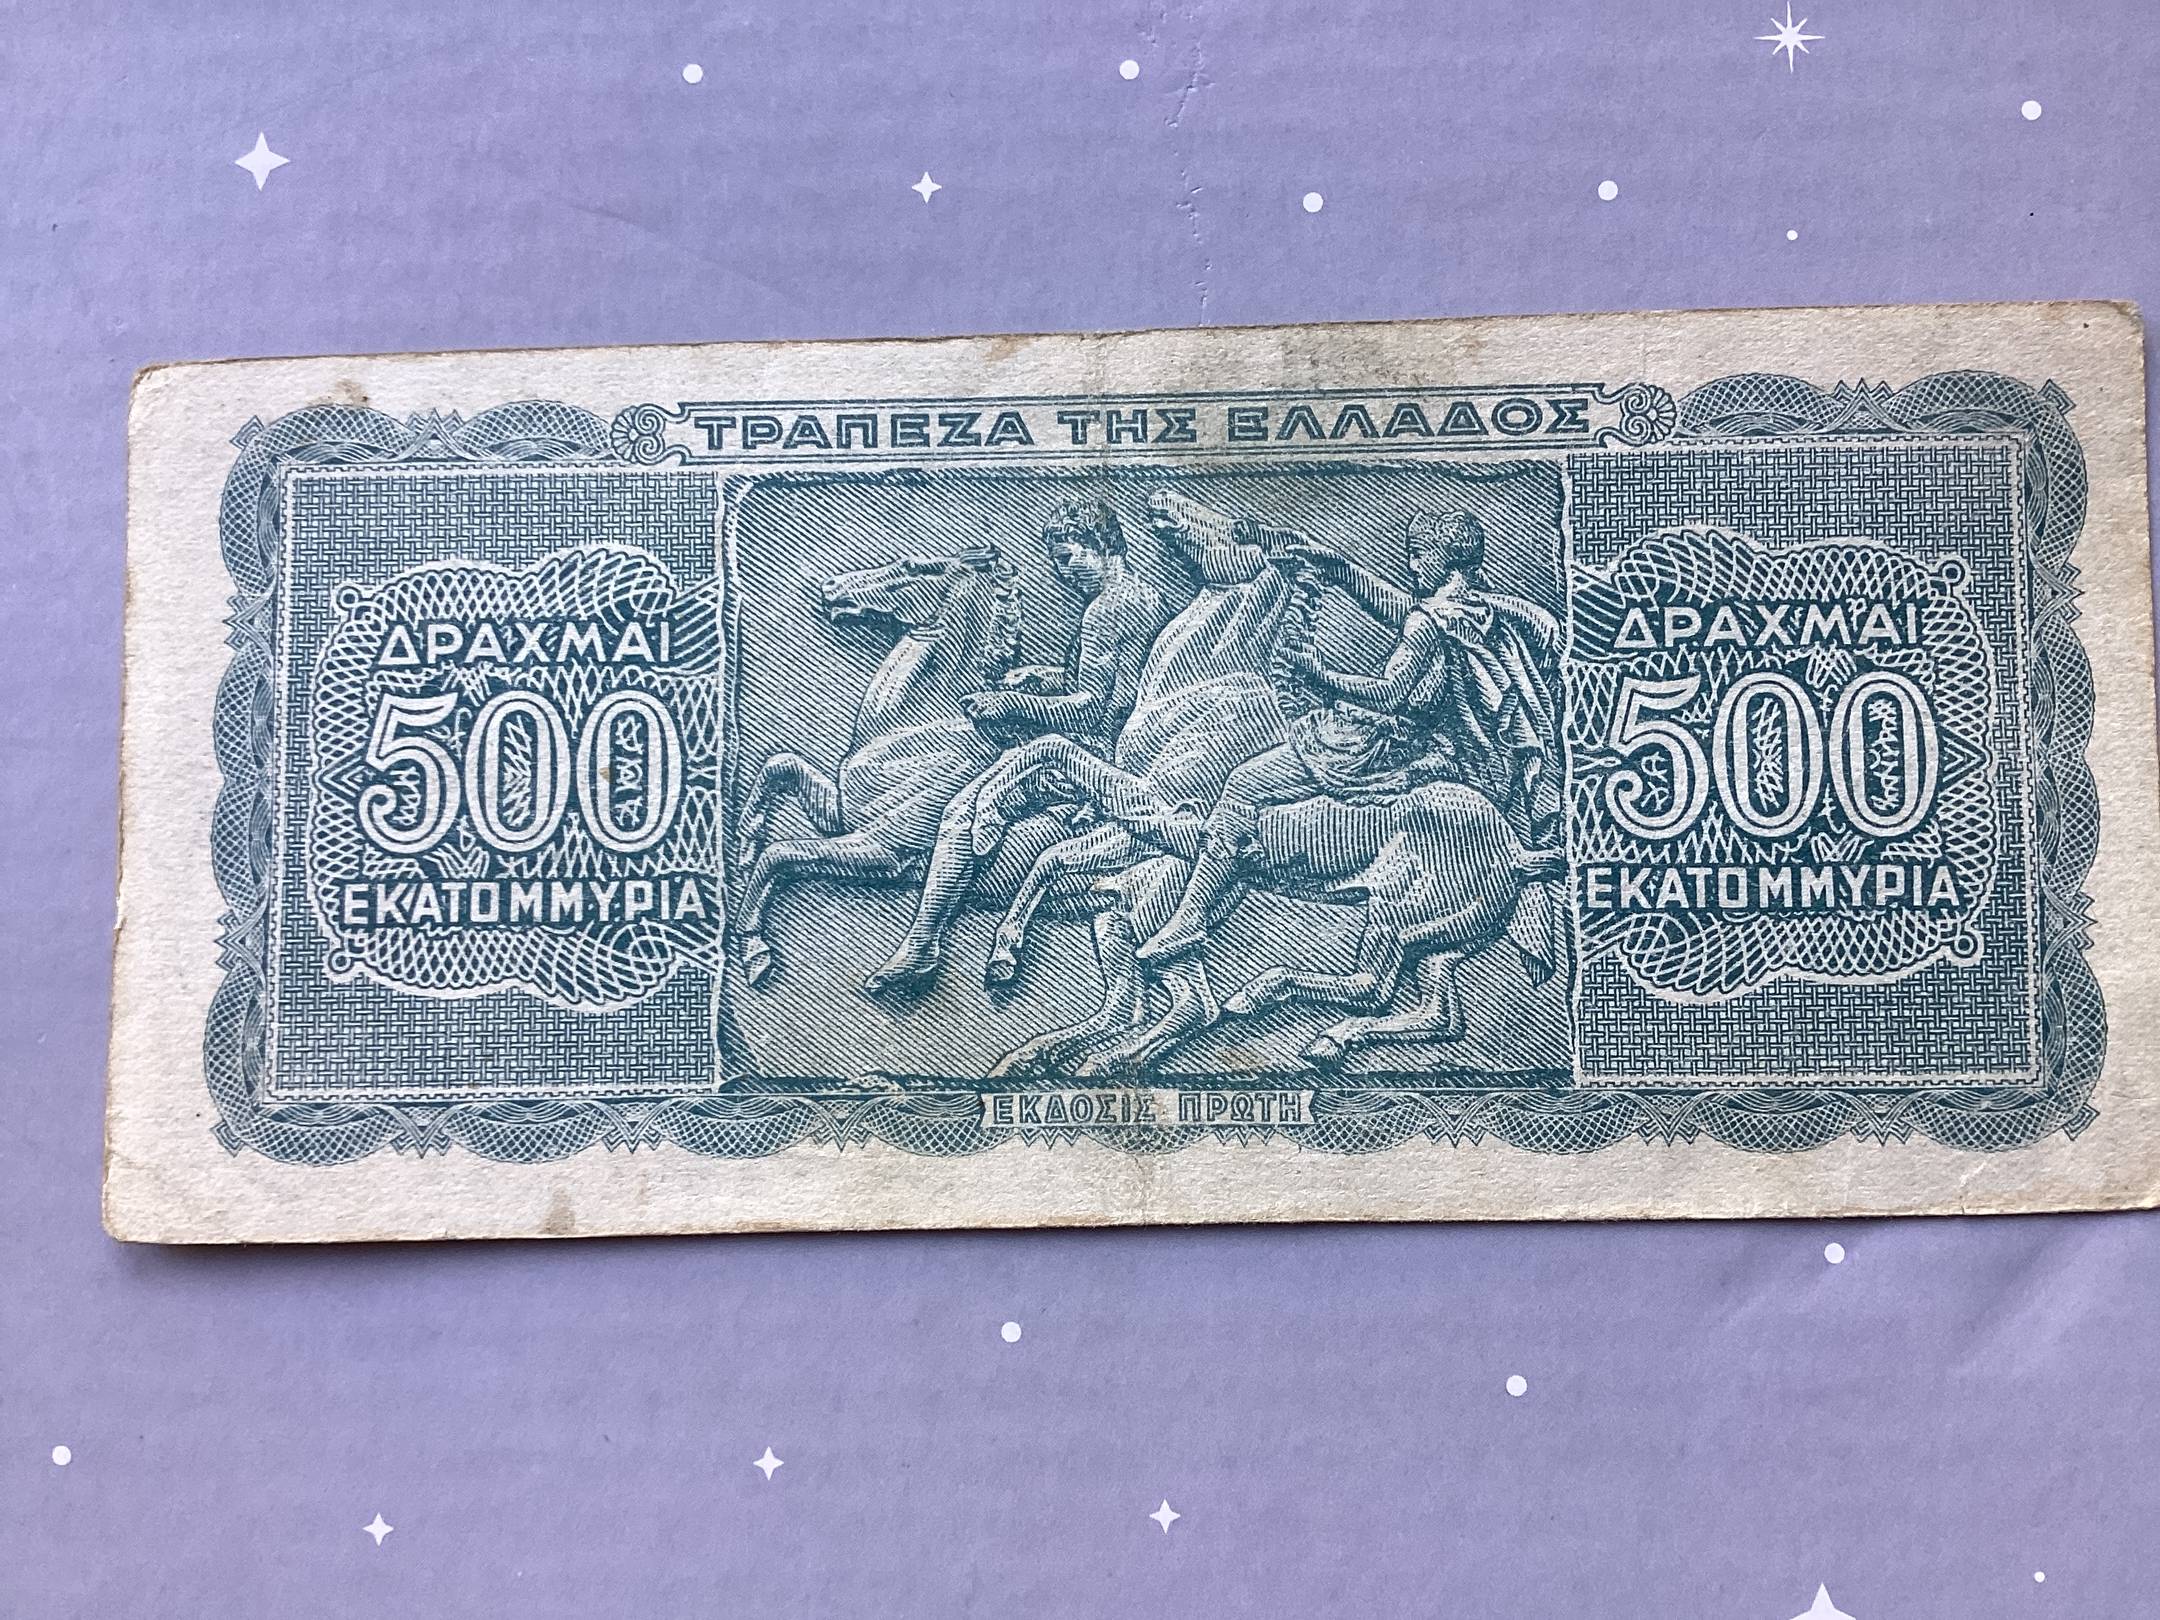 ΤΡΑΠΕΖΑ ΤΗΣ ΕΛΛΑΔΟΣ
ΔΡΑΧΜΑΙ
500
ΕΚΑΤΟΜΜΥΡΙΑ
ΔΡΑΧΜΑΙ
500
ΕΚΑΤΟΜΜΥΡΙΑ
ΕΚΔΟΣΙΣ ΠΡΩΤΗ